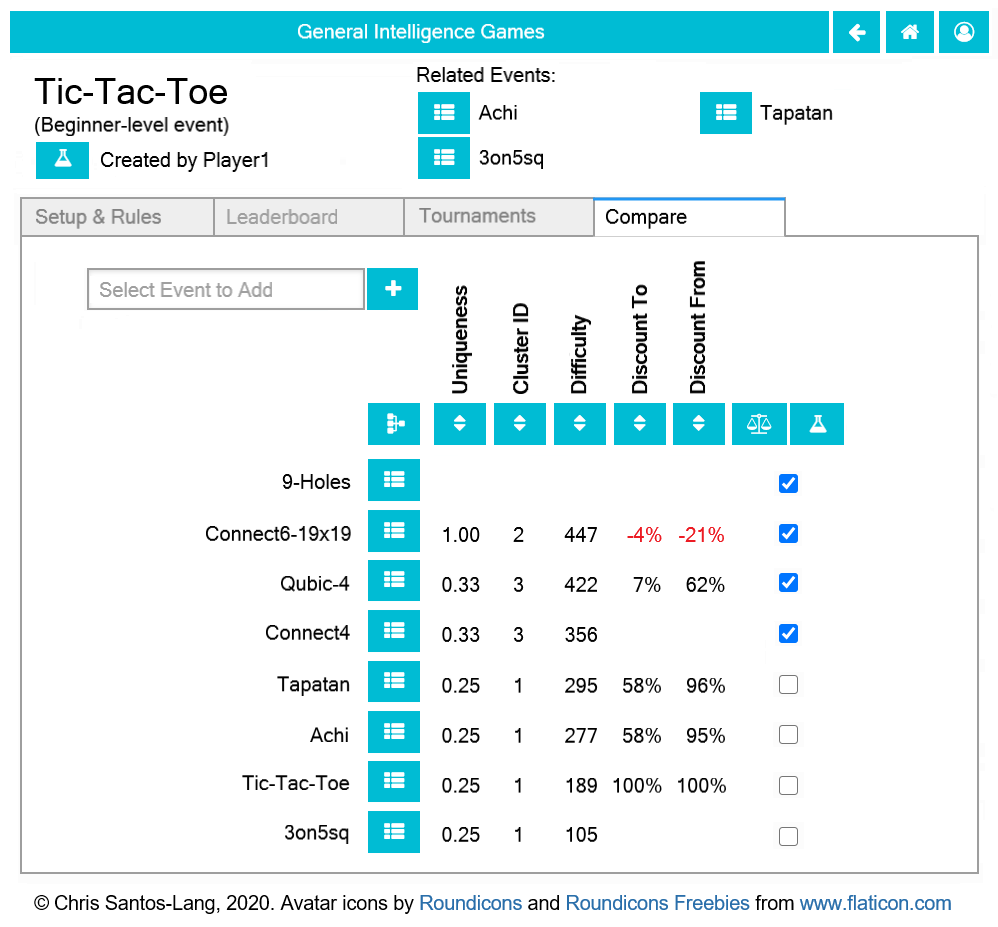 General Intelligence Games
Tic-Tac-Toe
(Beginner-level event)
Created by Player1
Related Events:
Achi
Tapatan
3on5sq
Setup & Rules
Leaderboard
Tournaments
Compare
Select Event to Add
Uniqueness
Cluster ID
Difficulty
Discount To
Discount From
9-Holes
Connect6-19x19 1.00 2 447 -4% -21%
Qubic-4 0.33 3 422 7% 62%
Connect4 0.33 3 356
Tapatan 0.25 1 295 58% 96%
Achi 0.25 1 277 58% 95%
Tic-Tac-Toe 0.25 1 189 100% 100%
3on5sq 0.25 1 105
© Chris Santos-Lang, 2020. Avatar icons by Roundicons and Roundicons Freebies from www.flaticon.com